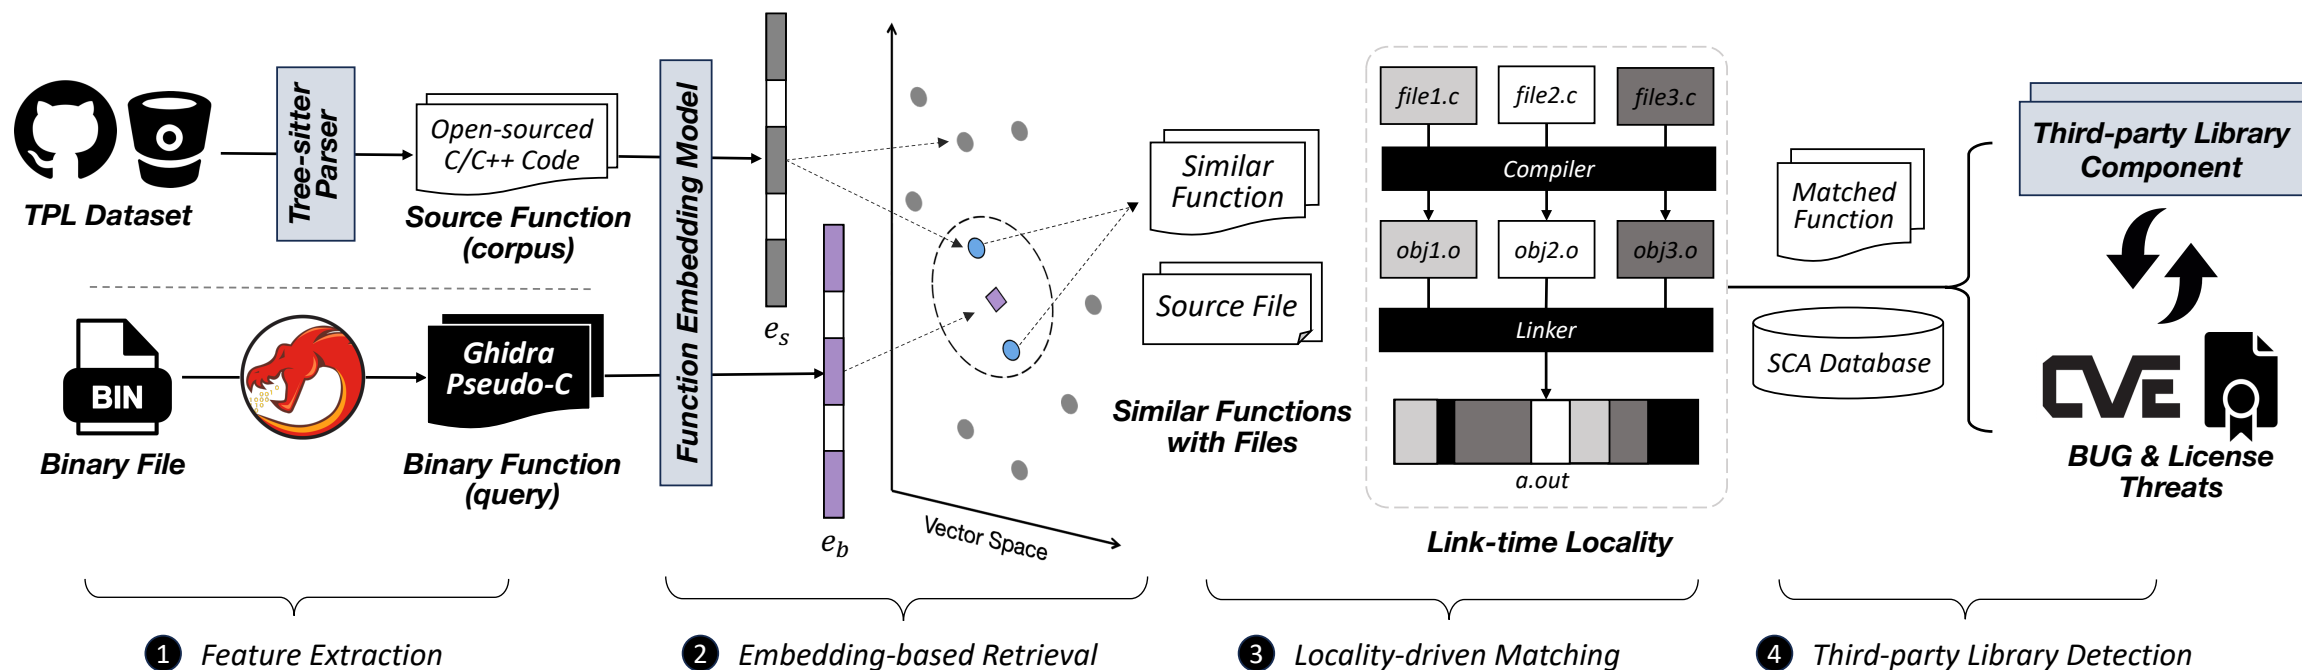 TPL Dataset
Tree-sitter
Parser
Open-sourced
C/C++ Code
Source Function
(corpus)
BIN
Binary File
Ghidra
Pseudo-C
Binary Function
(query)
Function Embedding Model
e_s
e_b
Vector Space
Similar
Function
Source File
Similar Functions
with Files
file1.c
file2.c
file3.c
Compiler
obj1.o
obj2.o
obj3.o
Linker
a.out
Link-time Locality
Matched
Function
SCA Database
Third-party Library
Component
CVE
BUG & License
Threats
1 Feature Extraction
2 Embedding-based Retrieval
3 Locality-driven Matching
4 Third-party Library Detection